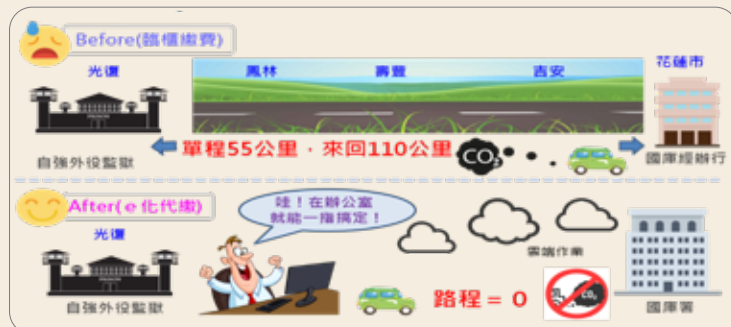 Before(臨櫃繳費)
光復
鳳林
壽豐
吉安
花蓮市
自強外役監獄
單程55公里，來回110公里
CO2
國庫經辦行
After(e化代繳)
光復
哇！在辦公室
就能一指搞定！
雲端作業
自強外役監獄
路程= 0
CO2
國庫署